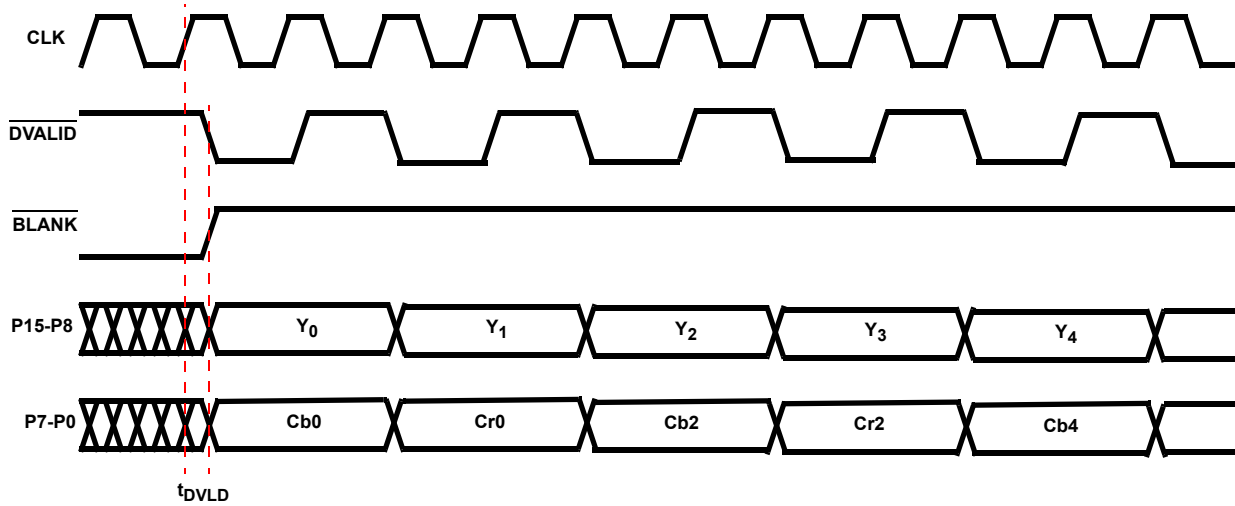 CLK
DVALID
BLANK
P15-P8 Y0 Y1 Y2 Y3 Y4
P7-P0 Cb0 Cr0 Cb2 Cr2 Cb4
tDVLD